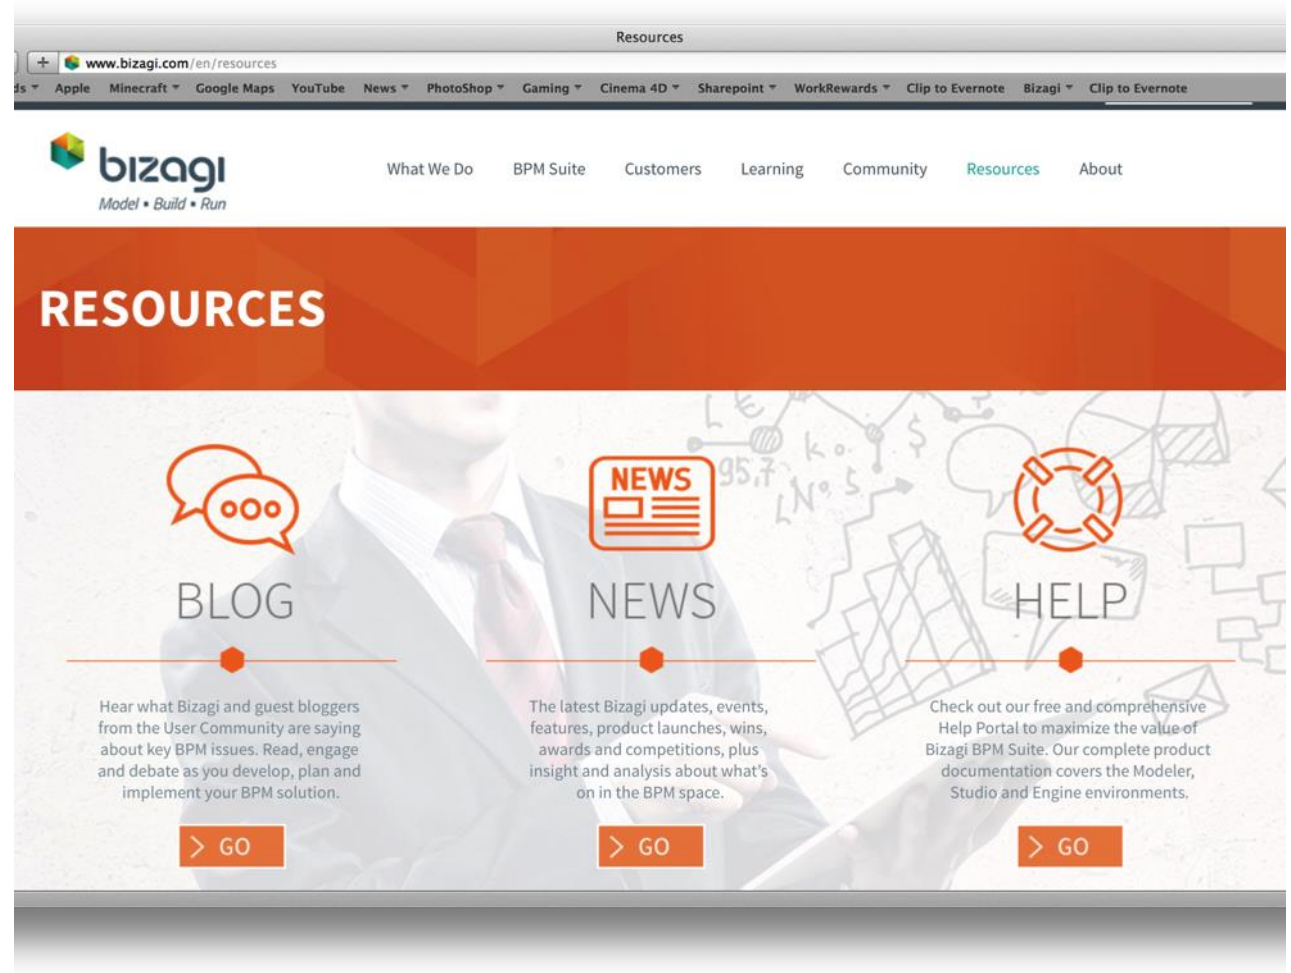 Resources
+ www.bizagi.com/en/resources
ds Apple Minecraft Google Maps YouTube News PhotoShop Gaming Cinema 4D Sharepoint WorkRewards Clip to Evernote Bizagi Clip to Evernote
bizagi
Model • Build • Run
What We Do BPM Suite Customers Learning Community Resources About
RESOURCES
NEWS
95,7 k o. $ N° 5
BLOG
Hear what Bizagi and guest bloggers
from the User Community are saying
about key BPM issues. Read, engage
and debate as you develop, plan and
implement your BPM solution.
> GO
NEWS
The latest Bizagi updates, events,
features, product launches, wins,
awards and competitions, plus
insight and analysis about what's
on in the BPM space.
> GO
HELP
Check out our free and comprehensive
Help Portal to maximize the value of
Bizagi BPM Suite. Our complete product
documentation covers the Modeler,
Studio and Engine environments.
> GO